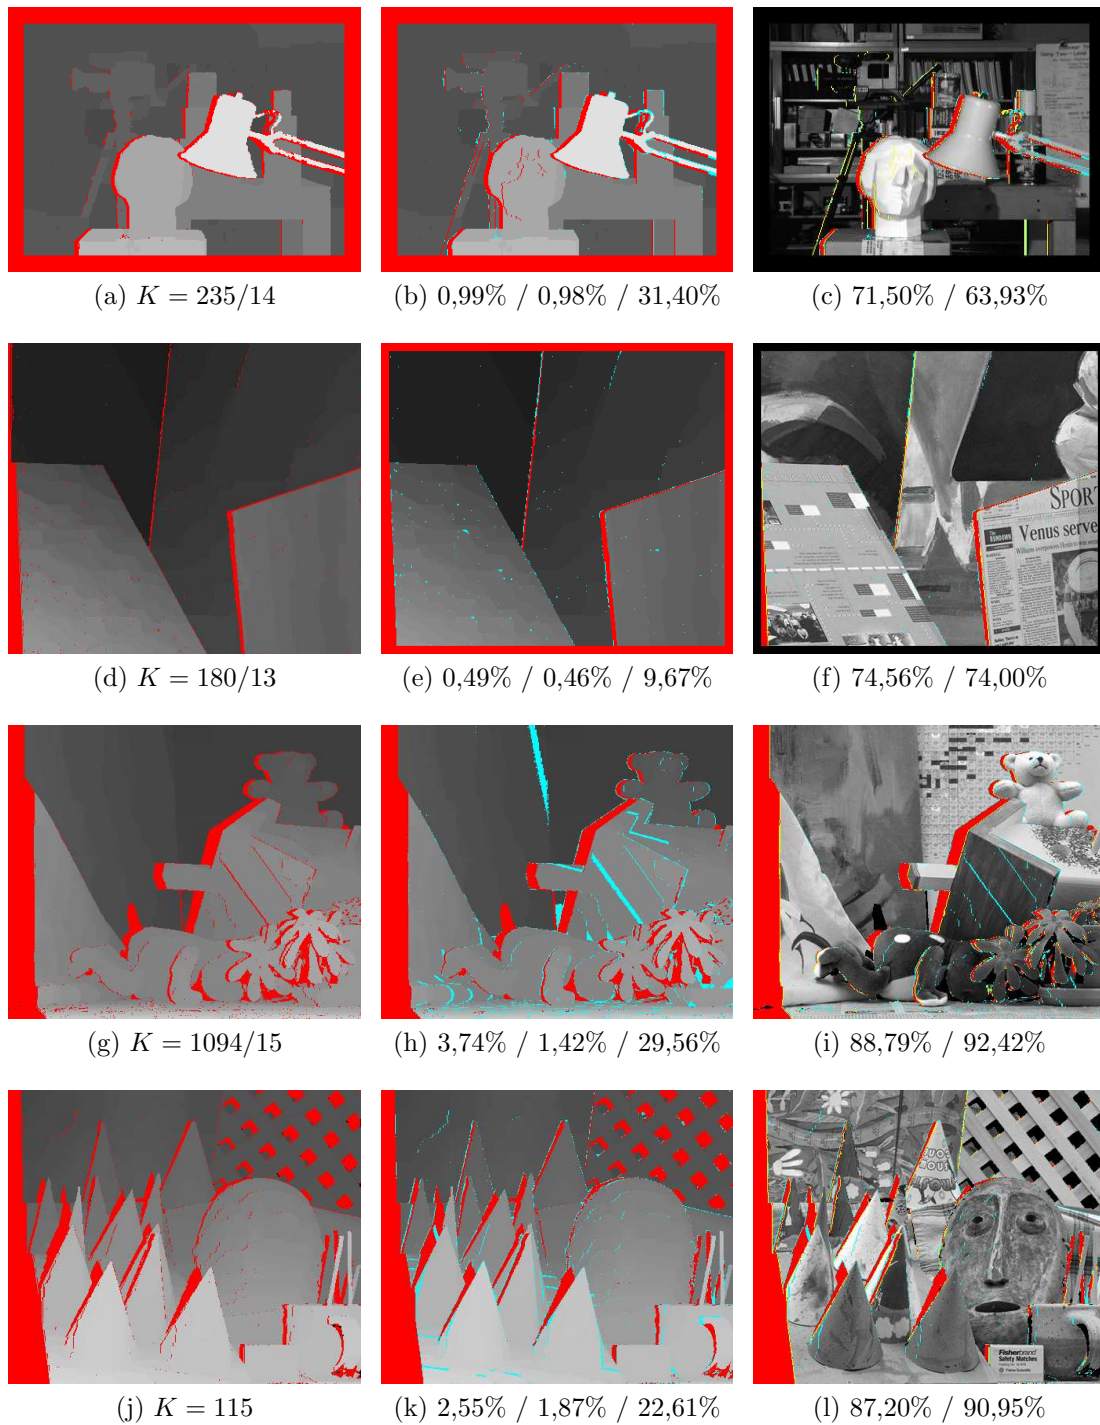 (a) K = 235/14
(b) 0,99% / 0,98% / 31,40%
(c) 71,50% / 63,93%
SPORT
Venus serve
(d) K = 180/13
(e) 0,49% / 0,46% / 9,67%
(f) 74,56% / 74,00%
(g) K = 1094/15
(h) 3,74% / 1,42% / 29,56%
(i) 88,79% / 92,42%
Fisherbrand
Safety Matches
(j) K = 115
(k) 2,55% / 1,87% / 22,61%
(l) 87,20% / 90,95%